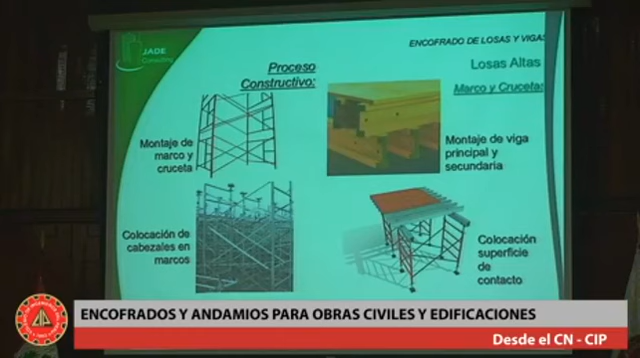 JADE
Consulting
ENCOFRADO DE LOSAS Y VIGAS
Proceso
Constructivo:
Losas Altas
Marco y Crucetas
Montaje de
marco y
cruceta
Montaje de viga
principal y
secundaria
Colocación de
cabezales en
marcos
Colocación
superficie
de
contacto
ENCOFRADOS Y ANDAMIOS PARA OBRAS CIVILES Y EDIFICACIONES
Desde el CN - CIP